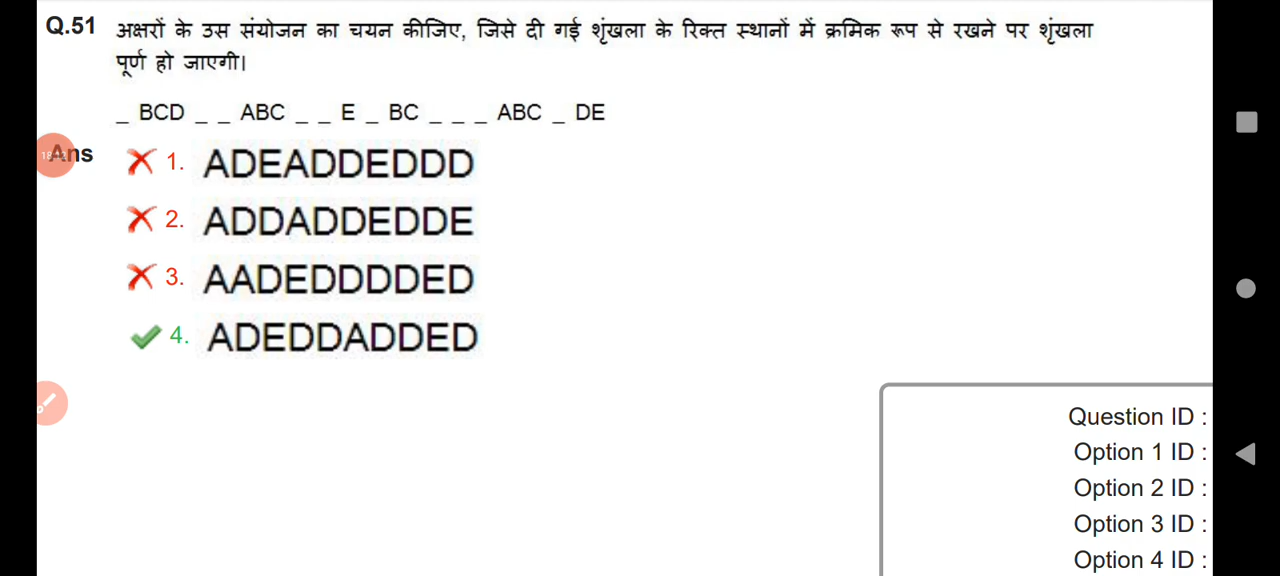 Q.51 अक्षरों के उस संयोजन का चयन कीजिए, जिसे दी गई शृंखला के रिक्त स्थानों में क्रमिक रूप से रखने पर शृंखला
पूर्ण हो जाएगी।
_ BCD _ _ ABC _ _ E _ BC _ _ _ ABC _ DE
Ans
1. ADEADDEDDD
2. ADDADDEDDE
3. AADEDDDDED
4. ADEDDADDED
Question ID :
Option 1 ID :
Option 2 ID :
Option 3 ID :
Option 4 ID :